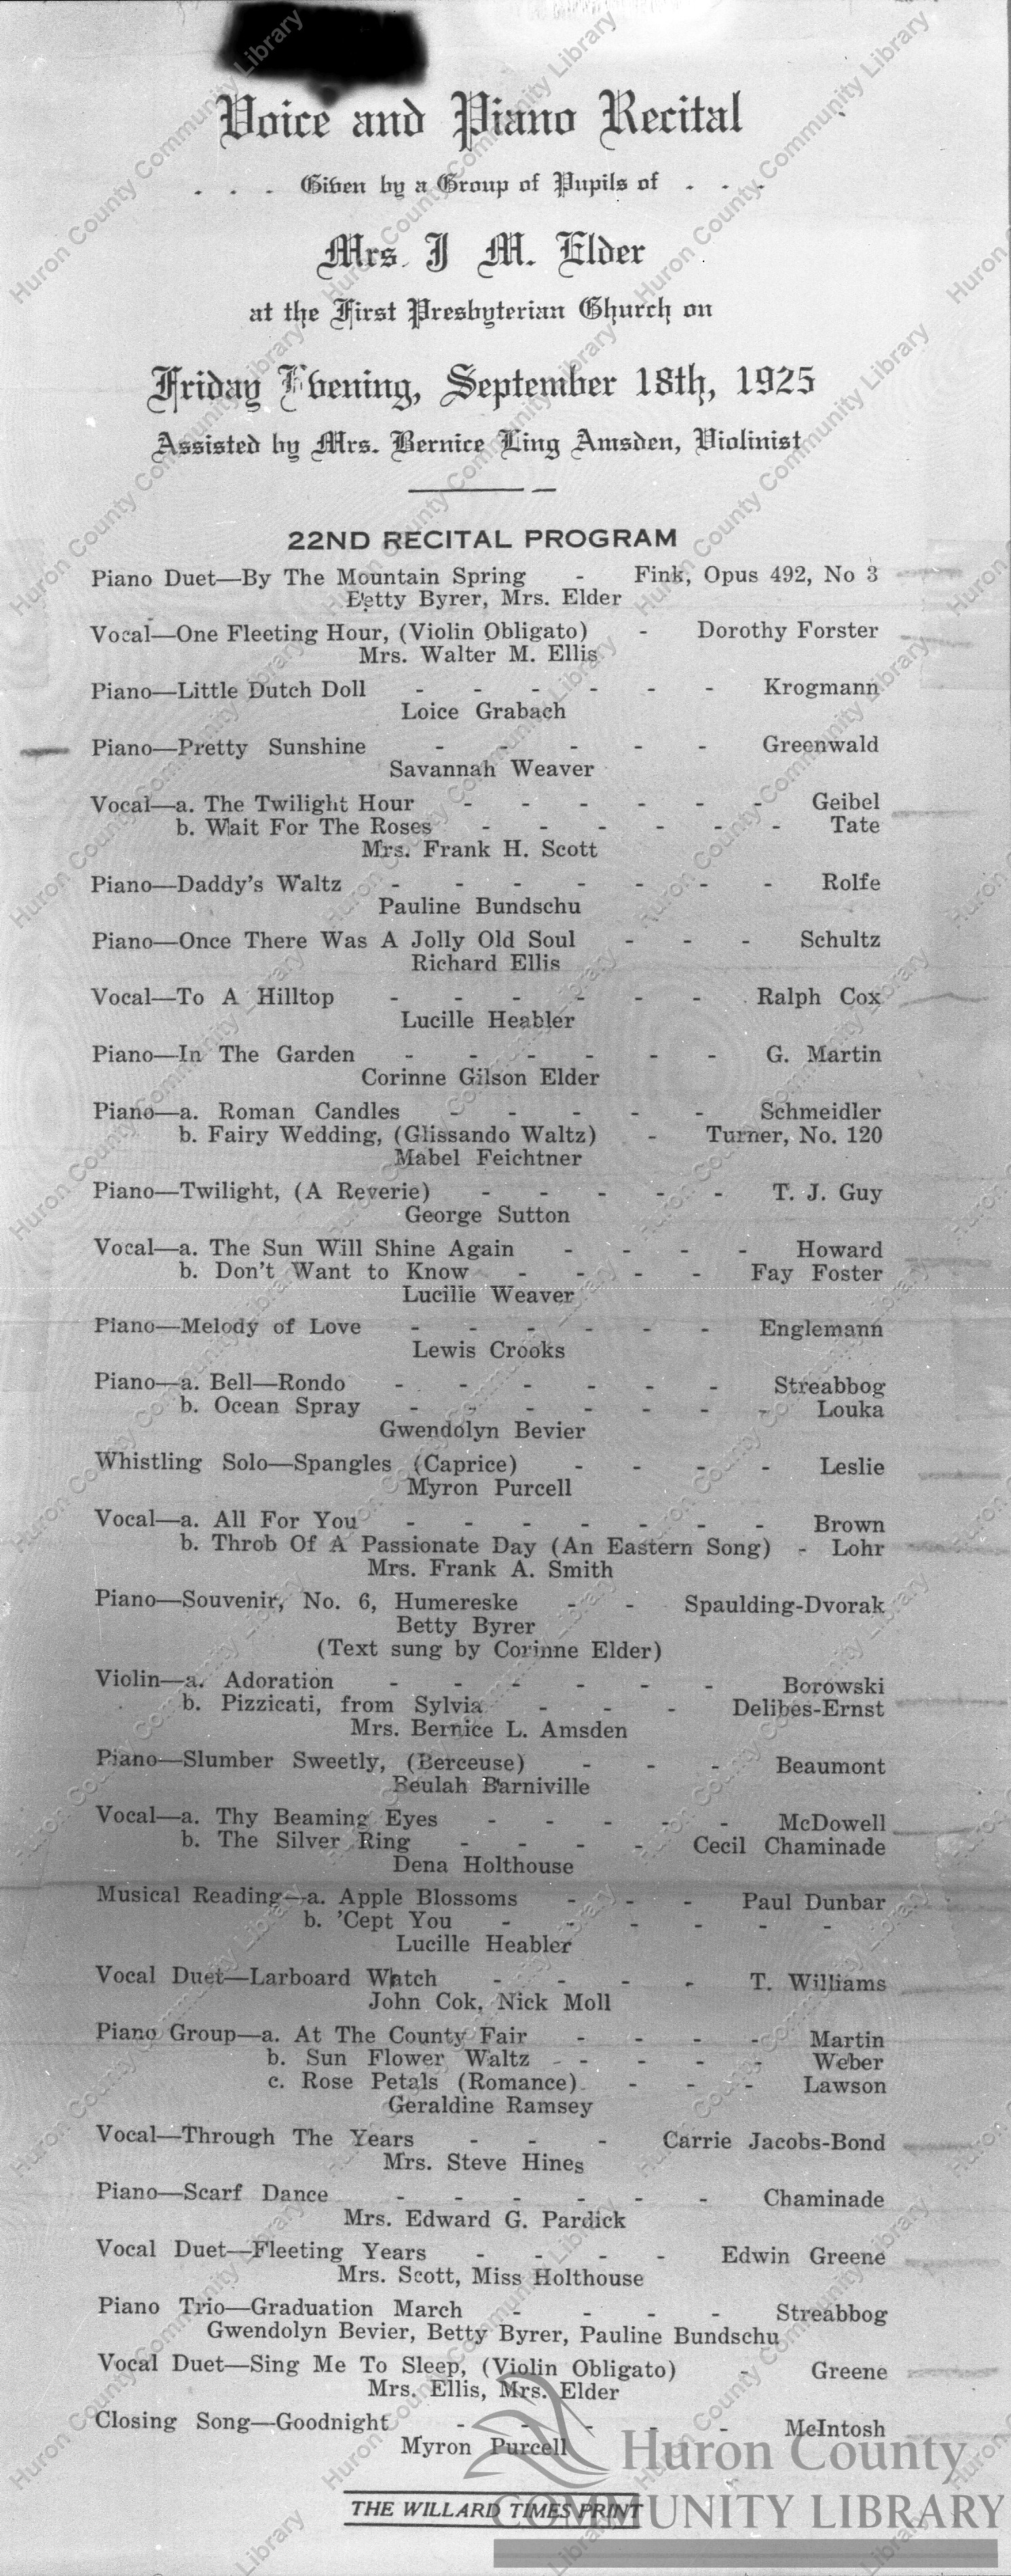 Voice and Piano Recital
. . . Given by a Group of Pupils of . . .
Mrs. J M. Elder
at the First Presbyterian Church on
Friday Evening, September 18th, 1925
Assisted by Mrs. Bernice Ling Amsden, Violinist
22ND RECITAL PROGRAM
Piano Duet—By The Mountain Spring - Fink, Opus 492, No 3
Betty Byrer, Mrs. Elder
Vocal—One Fleeting Hour, (Violin Obligato) - Dorothy Forster
Mrs. Walter M. Ellis
Piano—Little Dutch Doll - - - - - - Krogmann
Loice Grabach
Piano—Pretty Sunshine - - - - - Greenwald
Savannah Weaver
Vocal—a. The Twilight Hour - - - - - - Geibel
b. Wait For The Roses - - - - - - Tate
Mrs. Frank H. Scott
Piano—Daddy's Waltz - - - - - - - Rolfe
Pauline Bundschu
Piano—Once There Was A Jolly Old Soul - - - Schultz
Richard Ellis
Vocal—To A Hilltop - - - - - - Ralph Cox
Lucille Heabler
Piano—In The Garden - - - - - - G. Martin
Corinne Gilson Elder
Piano—a. Roman Candles - - - - - Schmeidler
b. Fairy Wedding, (Glissando Waltz) - Turner, No. 120
Mabel Feichtner
Piano—Twilight, (A Reverie) - - - - - T. J. Guy
George Sutton
Vocal—a. The Sun Will Shine Again - - - - Howard
b. Don't Want to Know - - - - Fay Foster
Lucille Weaver
Piano—Melody of Love - - - - - - Englemann
Lewis Crooks
Piano—a. Bell—Rondo - - - - - - Streabbog
b. Ocean Spray - - - - - - - Louka
Gwendolyn Bevier
Whistling Solo—Spangles (Caprice) - - - - Leslie
Myron Purcell
Vocal—a. All For You - - - - - - - Brown
b. Throb Of A Passionate Day (An Eastern Song) - Lohr
Mrs. Frank A. Smith
Piano—Souvenir, No. 6, Humereske - - Spaulding-Dvorak
Betty Byrer
(Text sung by Corinne Elder)
Violin—a. Adoration - - - - - - Borowski
b. Pizzicati, from Sylvia - - - Delibes-Ernst
Mrs. Bernice L. Amsden
Piano—Slumber Sweetly, (Berceuse) - - - Beaumont
Beulah Barniville
Vocal—a. Thy Beaming Eyes - - - - - McDowell
b. The Silver Ring - - - - Cecil Chaminade
Dena Holthouse
Musical Reading—a. Apple Blossoms - - - Paul Dunbar
b. 'Cept You - - - - - -
Lucille Heabler
Vocal Duet—Larboard Watch - - - - T. Williams
John Cok, Nick Moll
Piano Group—a. At The County Fair - - - - Martin
b. Sun Flower Waltz - - - - Weber
c. Rose Petals (Romance) - - - Lawson
Geraldine Ramsey
Vocal—Through The Years - - - Carrie Jacobs-Bond
Mrs. Steve Hines
Piano—Scarf Dance - - - - - - Chaminade
Mrs. Edward G. Pardick
Vocal Duet—Fleeting Years - - - - Edwin Greene
Mrs. Scott, Miss Holthouse
Piano Trio—Graduation March - - - - Streabbog
Gwendolyn Bevier, Betty Byrer, Pauline Bundschu
Vocal Duet—Sing Me To Sleep, (Violin Obligato) - Greene
Mrs. Ellis, Mrs. Elder
Closing Song—Goodnight - - - - - McIntosh
Myron Purcell
THE WILLARD TIMES PRINT
Huron County
COMMUNITY LIBRARY